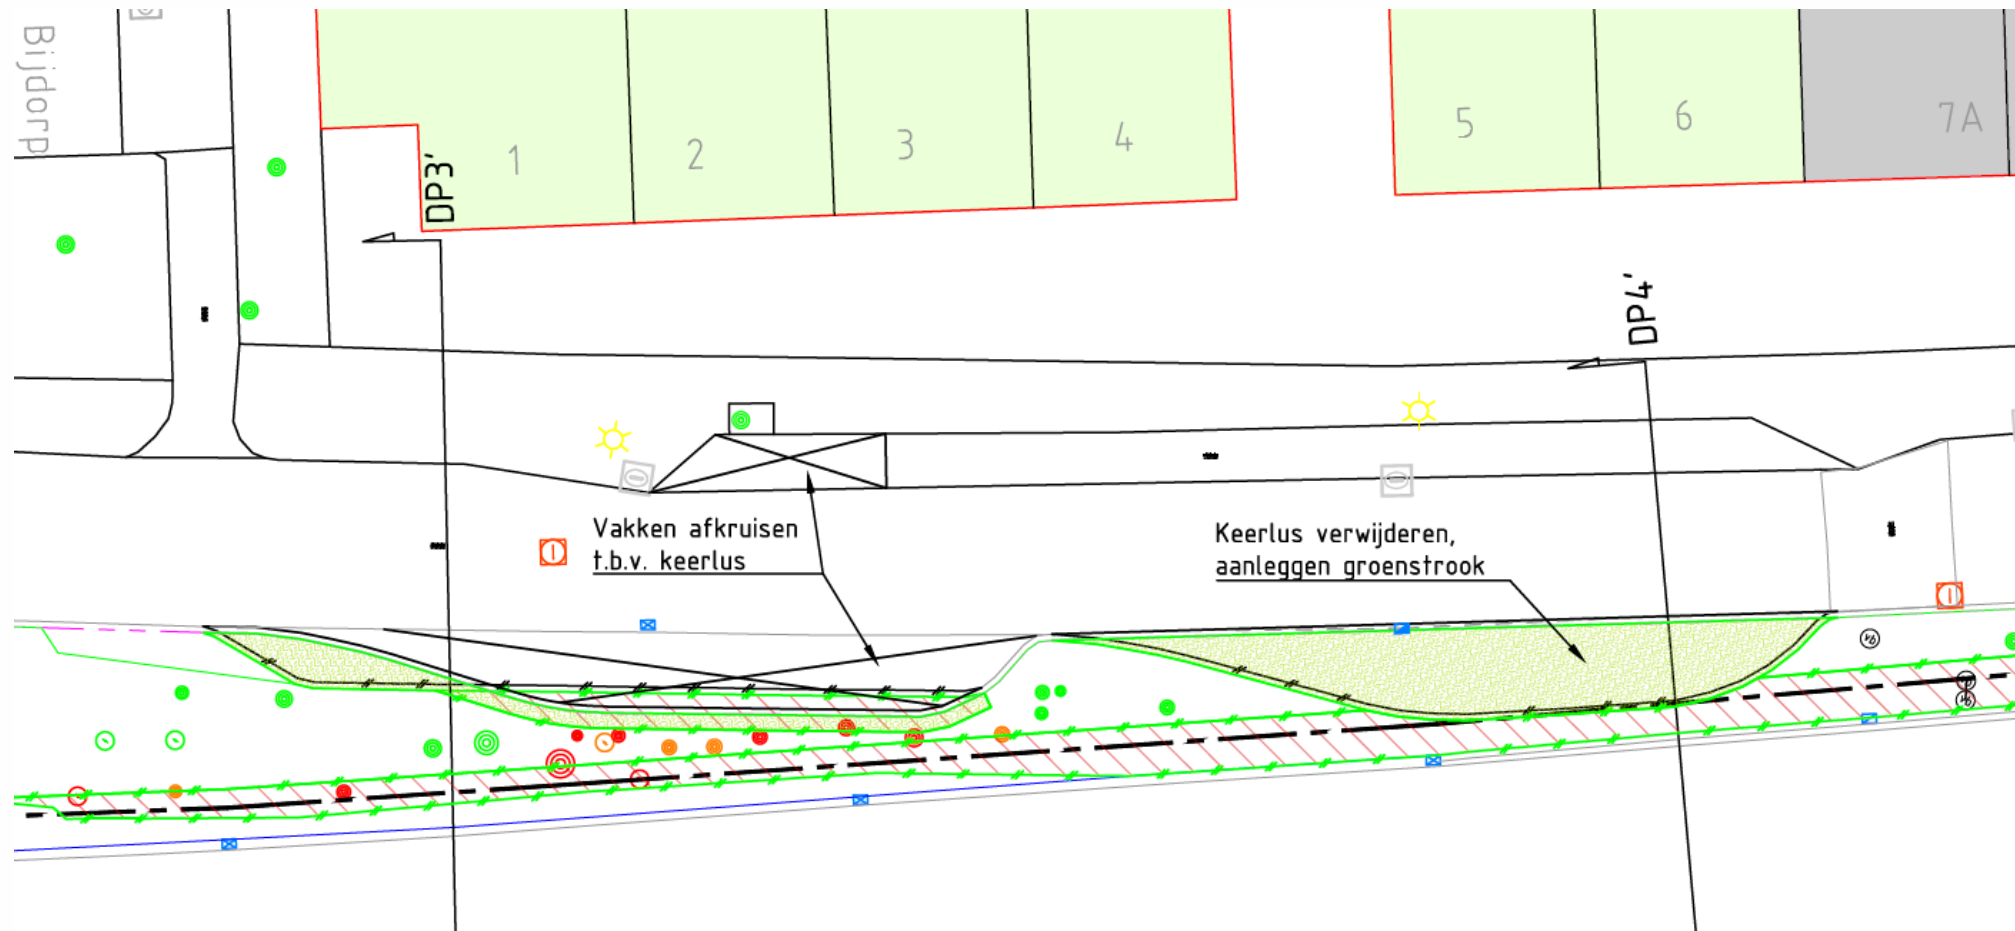 Bijdorp
1
2
3
4
5
6
7A
DP3'
DP4'
Vakken afkruisen
t.b.v. keerlus
Keerlus verwijderen,
aanleggen groenstrook